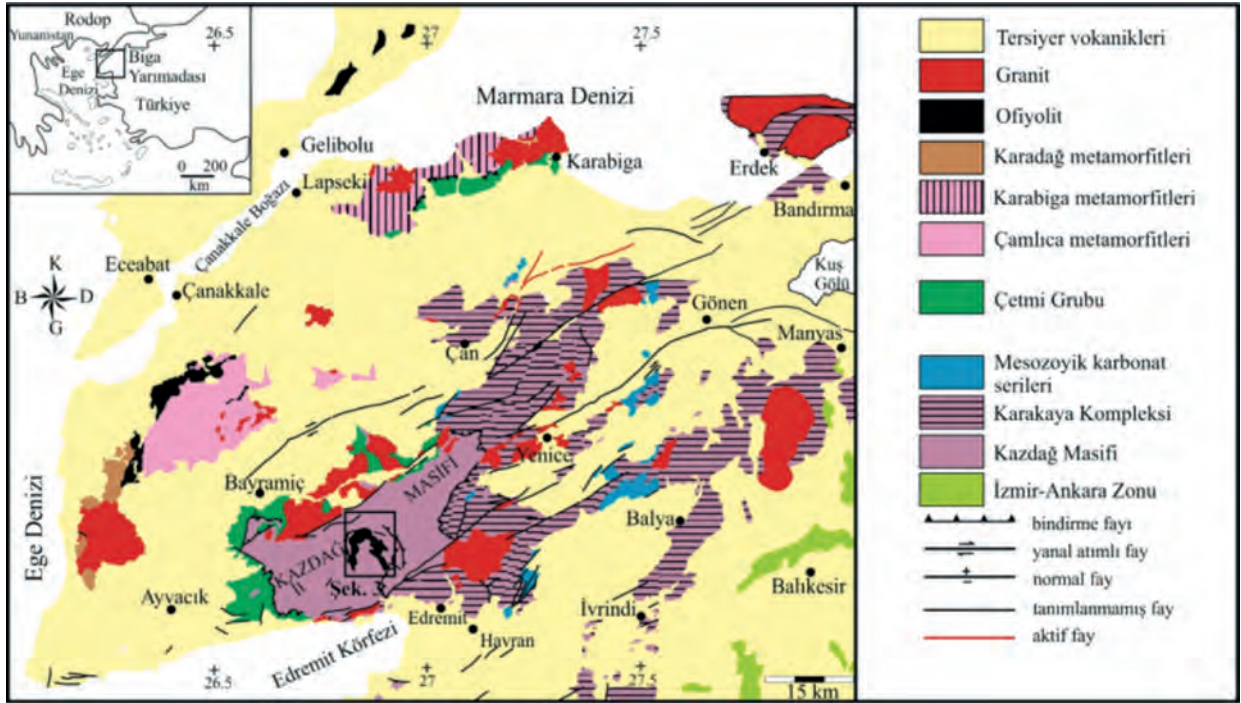 Rodop
Yunanistan
Biga
Yarımadası
Ege
Denizi
Türkiye
0 200
km
26.5
27
27.5
Marmara Denizi
Gelibolu
Lapseki
Karabiga
Erdek
Bandırma
Çanakkale Boğazı
Eceabat
Çanakkale
K
B D
G
Kuş
Gölü
Gönen
Manyas
Çan
Yenice
Bayramiç
KAZDAĞ MASIFI
Şek. 3
Balya
Balıkesir
Ege Denizi
Ayvacık
Edremit
İvrindi
Havran
Edremit Körfezi
26.5
27
27.5
15 km
Tersiyer vokanikleri
Granit
Ofiyolit
Karadağ metamorfitleri
Karabiga metamorfitleri
Çamlıca metamorfitleri
Çetmi Grubu
Mesozoyik karbonat
serileri
Karakaya Kompleksi
Kazdağ Masifi
İzmir-Ankara Zonu
bindirme fayı
yanal atımlı fay
normal fay
tanımlanmamış fay
aktif fay